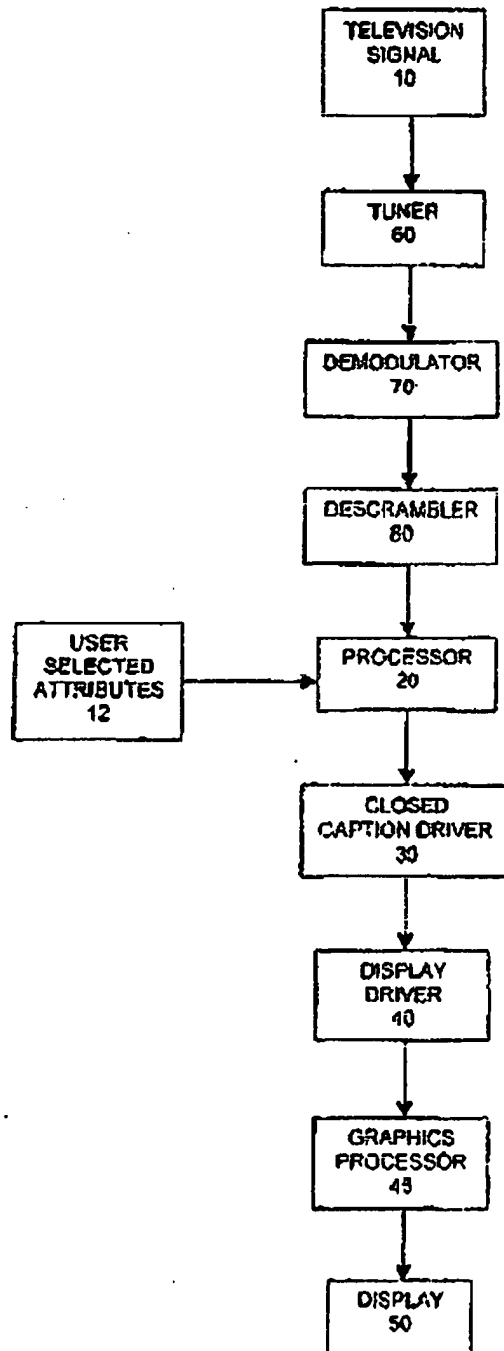 TELEVISION
SIGNAL
10
TUNER
60
DEMODULATOR
70
DESCRAMBLER
80
USER
SELECTED
ATTRIBUTES
12
PROCESSOR
20
CLOSED
CAPTION DRIVER
30
DISPLAY
DRIVER
40
GRAPHICS
PROCESSOR
45
DISPLAY
50